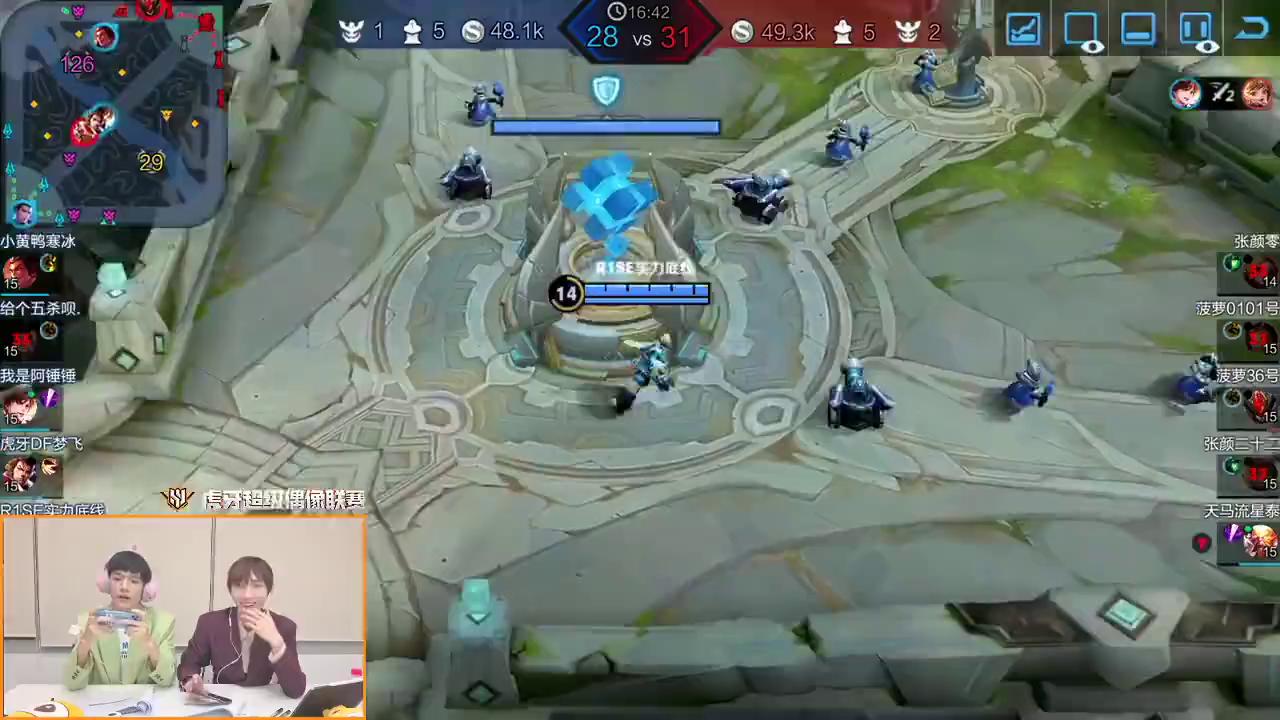 1 5 48.1k 16:42 28 VS 31 49.3k 5 2
126
29
2
小黄鸭寒冰
15
给个五杀呗.
15
我是阿锤锤
虎牙DF梦飞
15
R1SE实力底线
R1SE实力底线
14
张颜零
14
菠萝0101号
15
菠萝36号
15
张颜二十二
15
天马流星泰
15
虎牙超级偶像联赛